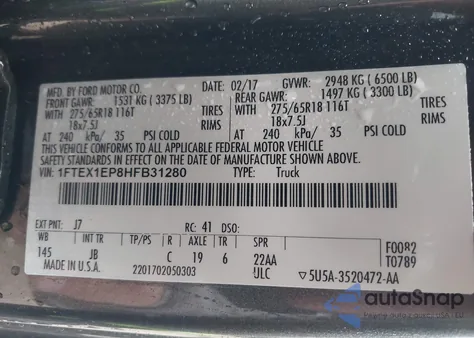 MFD. BY FORD MOTOR CO. DATE: 02/17 GVWR: 2948 KG (6500 LB)
FRONT GAWR: 1531 KG (3375 LB) REAR GAWR: 1497 KG (3300 LB)
WITH 275/65R18 116T TIRES WITH 275/65R18 116T TIRES
18x7.5J RIMS 18x7.5J RIMS
AT 240 kPa/ 35 PSI COLD AT 240 kPa/ 35 PSI COLD
THIS VEHICLE CONFORMS TO ALL APPLICABLE FEDERAL MOTOR VEHICLE
SAFETY AND THEFT PREVENTION STANDARDS IN EFFECT ON THE DATE OF
MANUFACTURE SHOWN ABOVE.
VIN: 1FTEX1EP8HFB31280 TYPE: Truck
EXT PNT: J7 RC: 41 DSO: F0082
WB INT TR TP/PS R AXLE TR SPR T0789
145 JB C 19 6 22AA
MADE IN U.S.A. 2201702050303 ULC ▽5U5A-3520472-AA
autoSnap